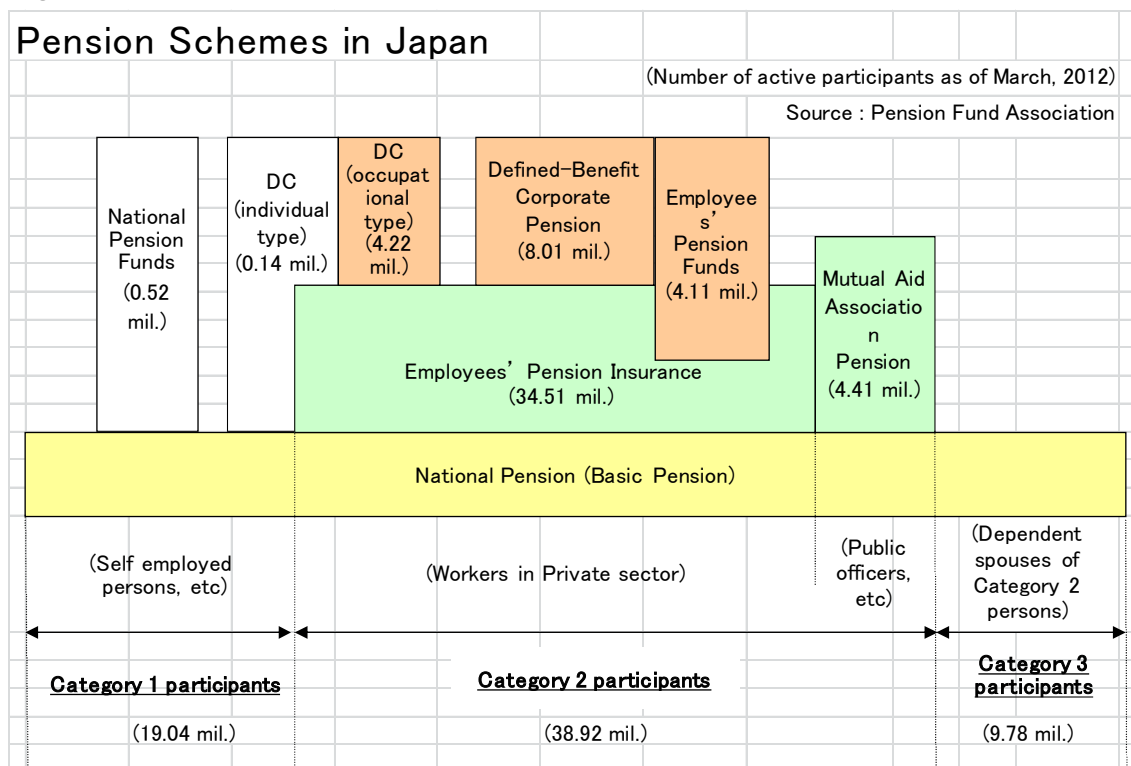 Pension Schemes in Japan
(Number of active participants as of March, 2012)
Source : Pension Fund Association
National
Pension
Funds
(0.52
mil.)
DC
(individual
type)
(0.14 mil.)
DC
(occupat
ional
type)
(4.22
mil.)
Defined-Benefit
Corporate
Pension
(8.01 mil.)
Employee
s'
Pension
Funds
(4.11 mil.)
Mutual Aid
Associatio
n
Pension
(4.41 mil.)
Employees' Pension Insurance
(34.51 mil.)
National Pension (Basic Pension)
(Self employed
persons, etc)
(Workers in Private sector)
(Public
officers,
etc)
(Dependent
spouses of
Category 2
persons)
Category 1 participants
(19.04 mil.)
Category 2 participants
(38.92 mil.)
Category 3
participants
(9.78 mil.)